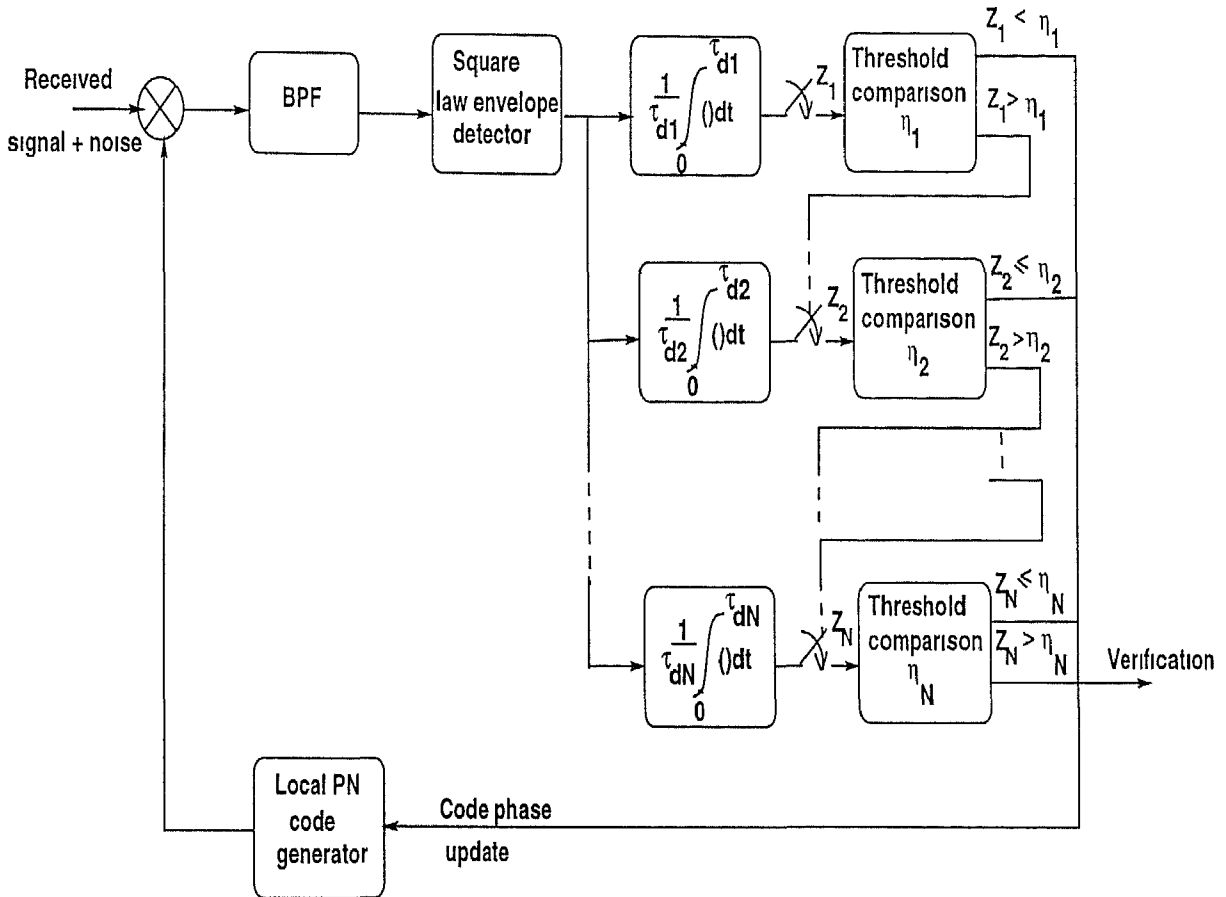 Received
signal + noise
BPF
Square
law envelope
detector
1
τd1
τd1
0
()dt
Z1
Threshold
comparison
η1
Z1 < η1
Z1 > η1
1
τd2
τd2
0
()dt
Z2
Threshold
comparison
η2
Z2 ⩽ η2
Z2 > η2
1
τdN
τdN
0
()dt
ZN
Threshold
comparison
ηN
ZN ⩽ ηN
ZN > ηN
Verification
Local PN
code
generator
Code phase
update